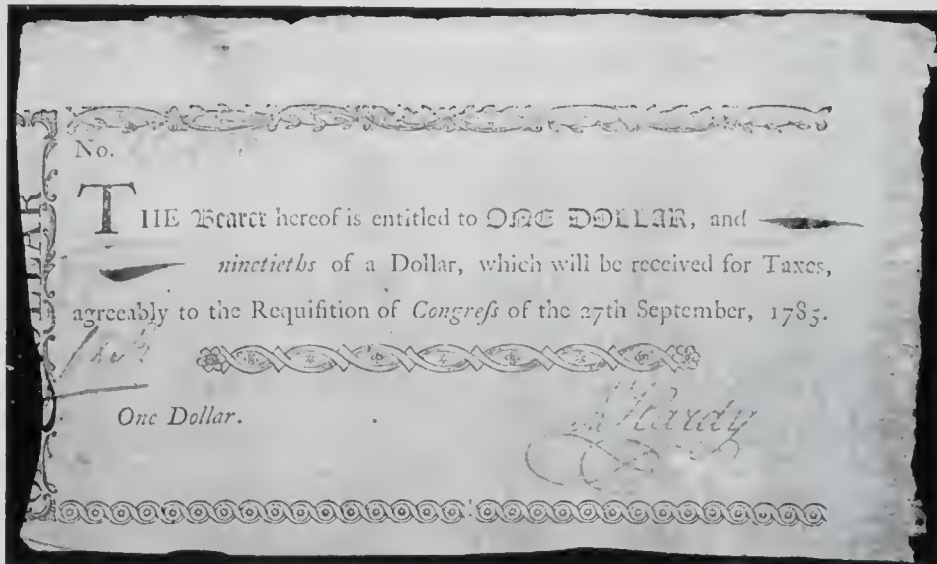 No.
THE Bearer hereof is entitled to ONE DOLLAR, and
ninetieths of a Dollar, which will be received for Taxes,
agreeably to the Requiſition of Congreſs of the 27th September, 1785.
One Dollar.
Hardy